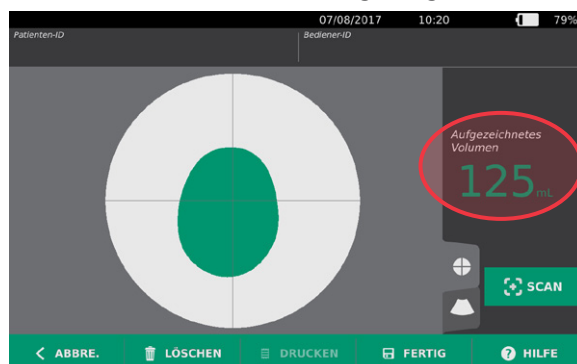 07/08/2017 10:20 79%
Patienten-ID Bediener-ID
Aufgezeichnetes
Volumen
125 mL
SCAN
ABBRE. LÖSCHEN DRUCKEN FERTIG HILFE